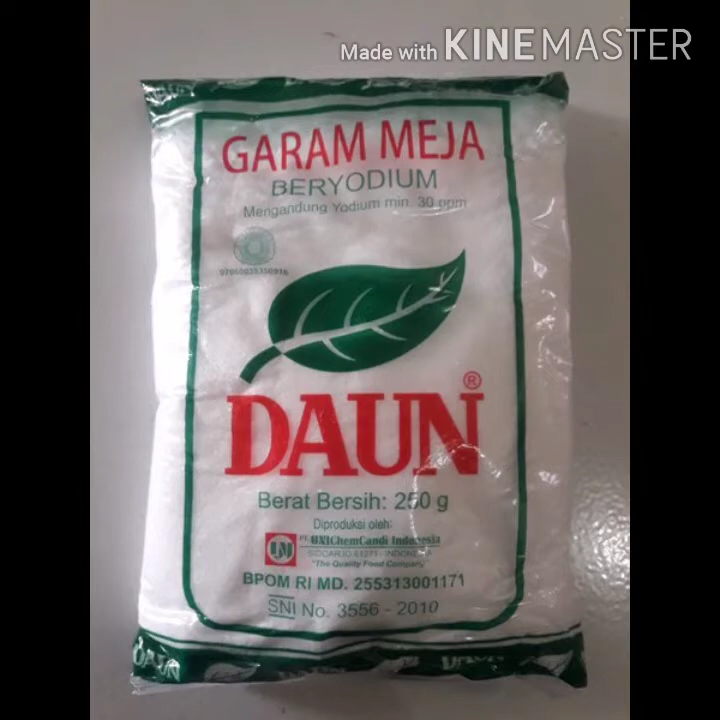 Made with KINEMASTER
GARAM MEJA
BERYODIUM
Mengandung Yodium min. 30 ppm
DAUN®
Berat Bersih: 250 g
Diproduksi oleh:
PT. UNIChemCandi Indonesia
SIDOARJO 61271 - INDONESIA
"The Quality Food Company"
BPOM RI MD. 255313001171
SNI No. 3556 - 2010
DAUN
DAUN